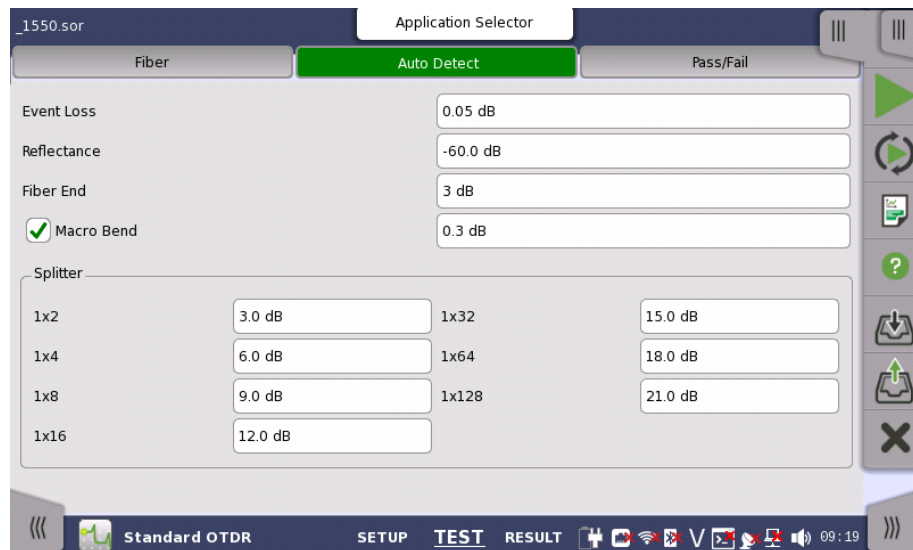 _1550.sor
Application Selector
Fiber
Auto Detect
Pass/Fail
Event Loss
0.05 dB
Reflectance
-60.0 dB
Fiber End
3 dB
Macro Bend
0.3 dB
Splitter
1x2
3.0 dB
1x32
15.0 dB
1x4
6.0 dB
1x64
18.0 dB
1x8
9.0 dB
1x128
21.0 dB
1x16
12.0 dB
Standard OTDR
SETUP
TEST
RESULT
V
09:19